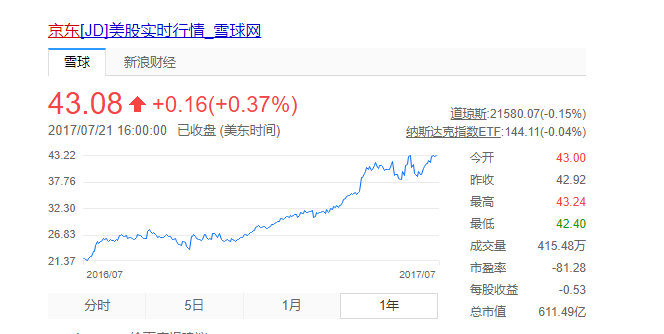 京东[JD]美股实时行情_雪球网
雪球 新浪财经
43.08 +0.16(+0.37%)
道琼斯:21580.07(-0.15%)
2017/07/21 16:00:00 已收盘 (美东时间)
纳斯达克指数ETF:144.11(-0.04%)
43.22
37.76
32.30
26.83
21.37
2016/07 2017/07
今开 43.00
昨收 42.92
最高 43.24
最低 42.40
成交量 415.48万
市盈率 -81.28
每股收益 -0.53
总市值 611.49亿
分时 5日 1月 1年